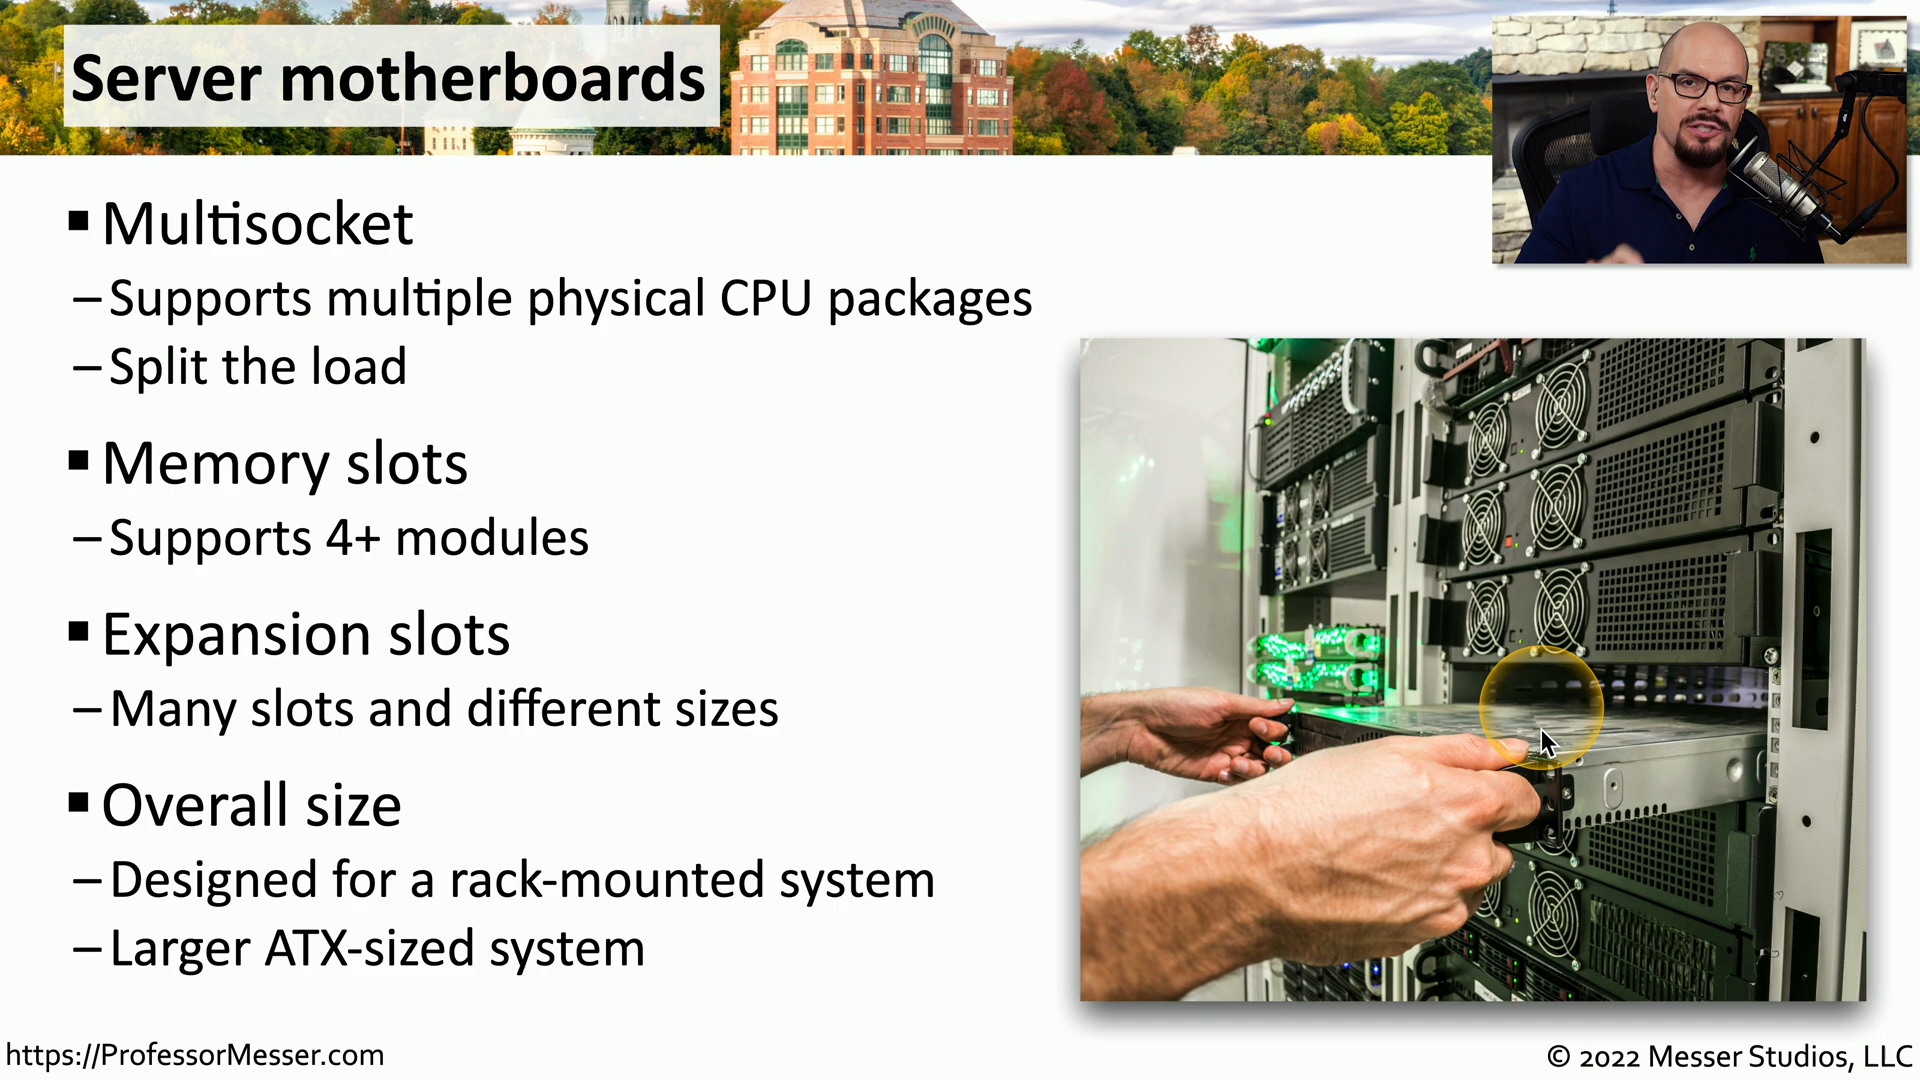 Server motherboards
▪ Multisocket
– Supports multiple physical CPU packages
– Split the load
▪ Memory slots
– Supports 4+ modules
▪ Expansion slots
– Many slots and different sizes
▪ Overall size
– Designed for a rack-mounted system
– Larger ATX-sized system
https://ProfessorMesser.com
© 2022 Messer Studios, LLC